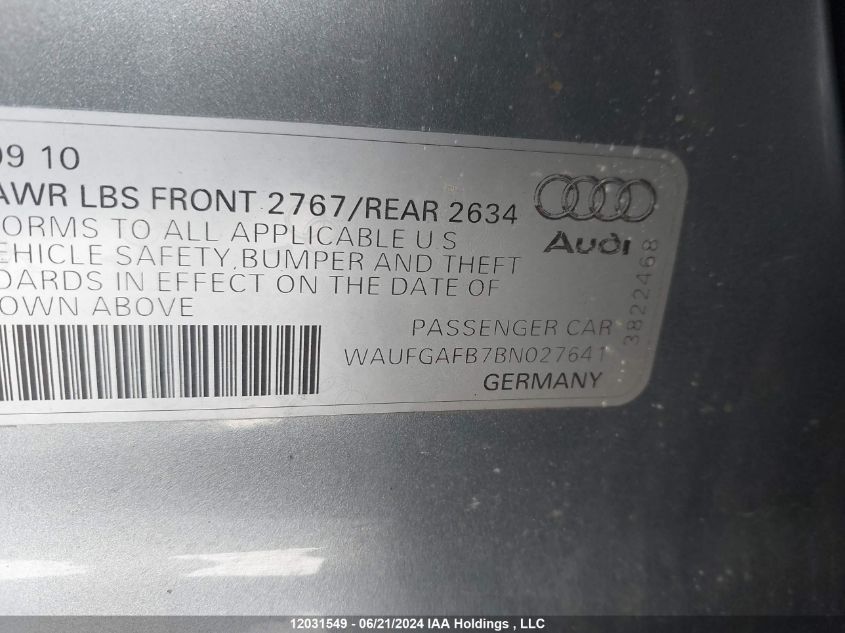 09 10
AWR LBS FRONT 2767/REAR 2634
ORMS TO ALL APPLICABLE U.S
EHICLE SAFETY, BUMPER AND THEFT
DARDS IN EFFECT ON THE DATE OF
OWN ABOVE
PASSENGER CAR
WAUFGAFB7BN027641
GERMANY
Audi
3822468
12031549 - 06/21/2024 IAA Holdings , LLC